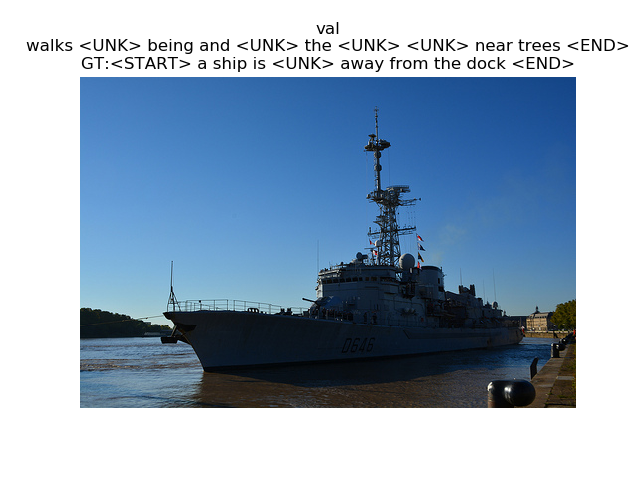 val
walks <UNK> being and <UNK> the <UNK> <UNK> near trees <END>
GT:<START> a ship is <UNK> away from the dock <END>
D646